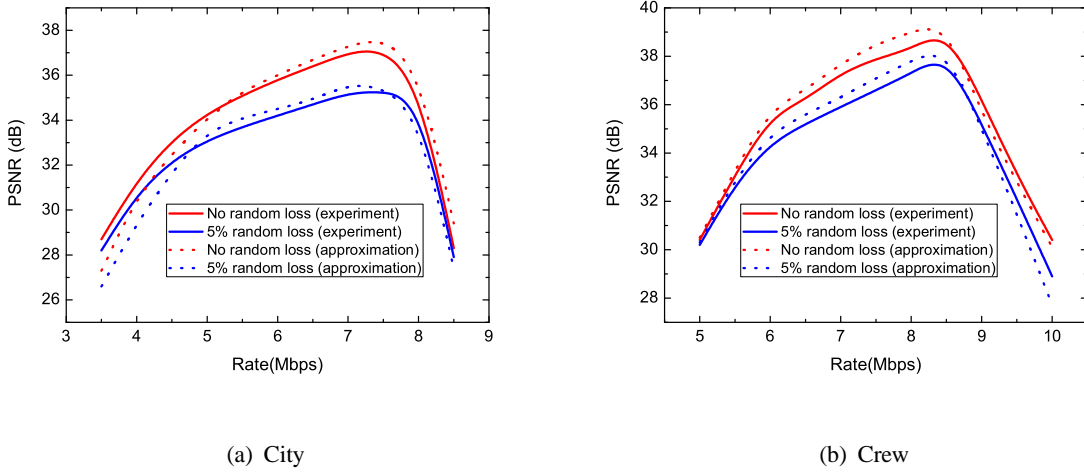 38
36
34
32
30
28
26
PSNR (dB)
No random loss (experiment)
5% random loss (experiment)
No random loss (approximation)
5% random loss (approximation)
3 4 5 6 7 8 9
Rate(Mbps)
(a) City
40
38
36
34
32
30
28
PSNR (dB)
No random loss (experiment)
5% random loss (experiment)
No random loss (approximation)
5% random loss (approximation)
5 6 7 8 9 10
Rate(Mbps)
(b) Crew